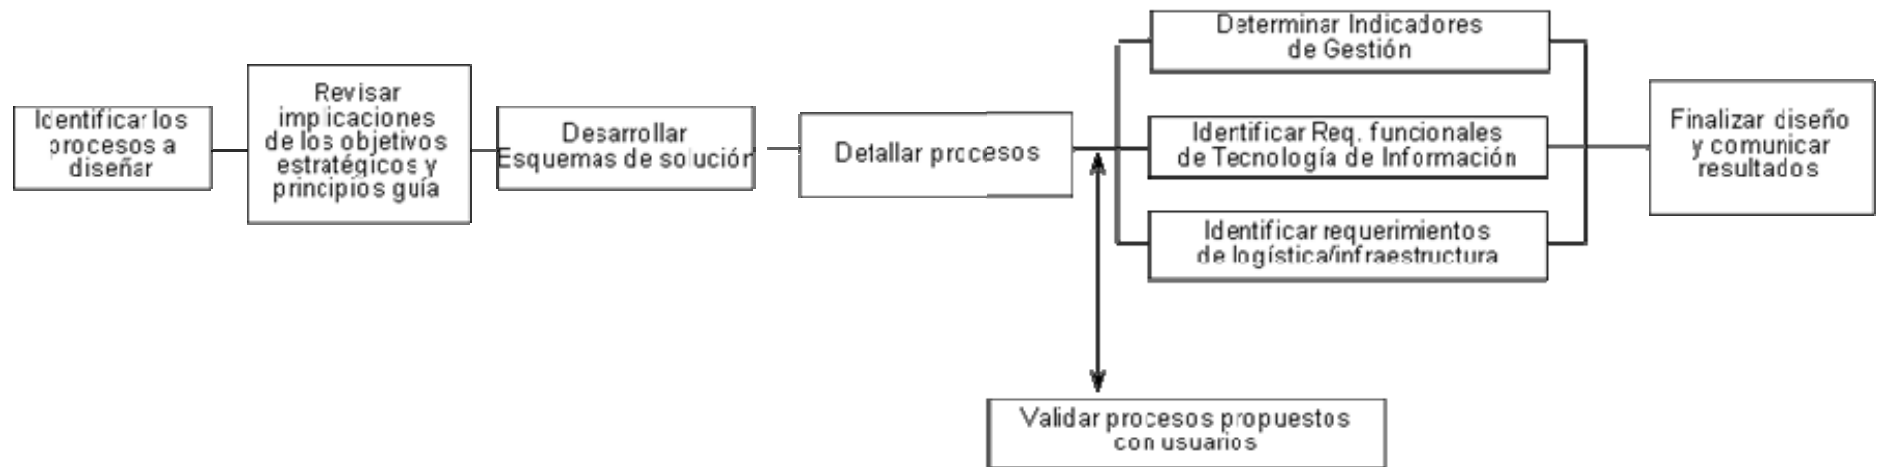 Identificar los
procesos a
diseñar
Revisar
implicaciones
de los objetivos
estratégicos y
principios guía
Desarrollar
Esquemas de solución
Detallar procesos
Determinar Indicadores
de Gestión
Identificar Req. funcionales
de Tecnología de Información
Identificar requerimientos
de logística/infraestructura
Validar procesos propuestos
con usuarios
Finalizar diseño
y comunicar
resultados